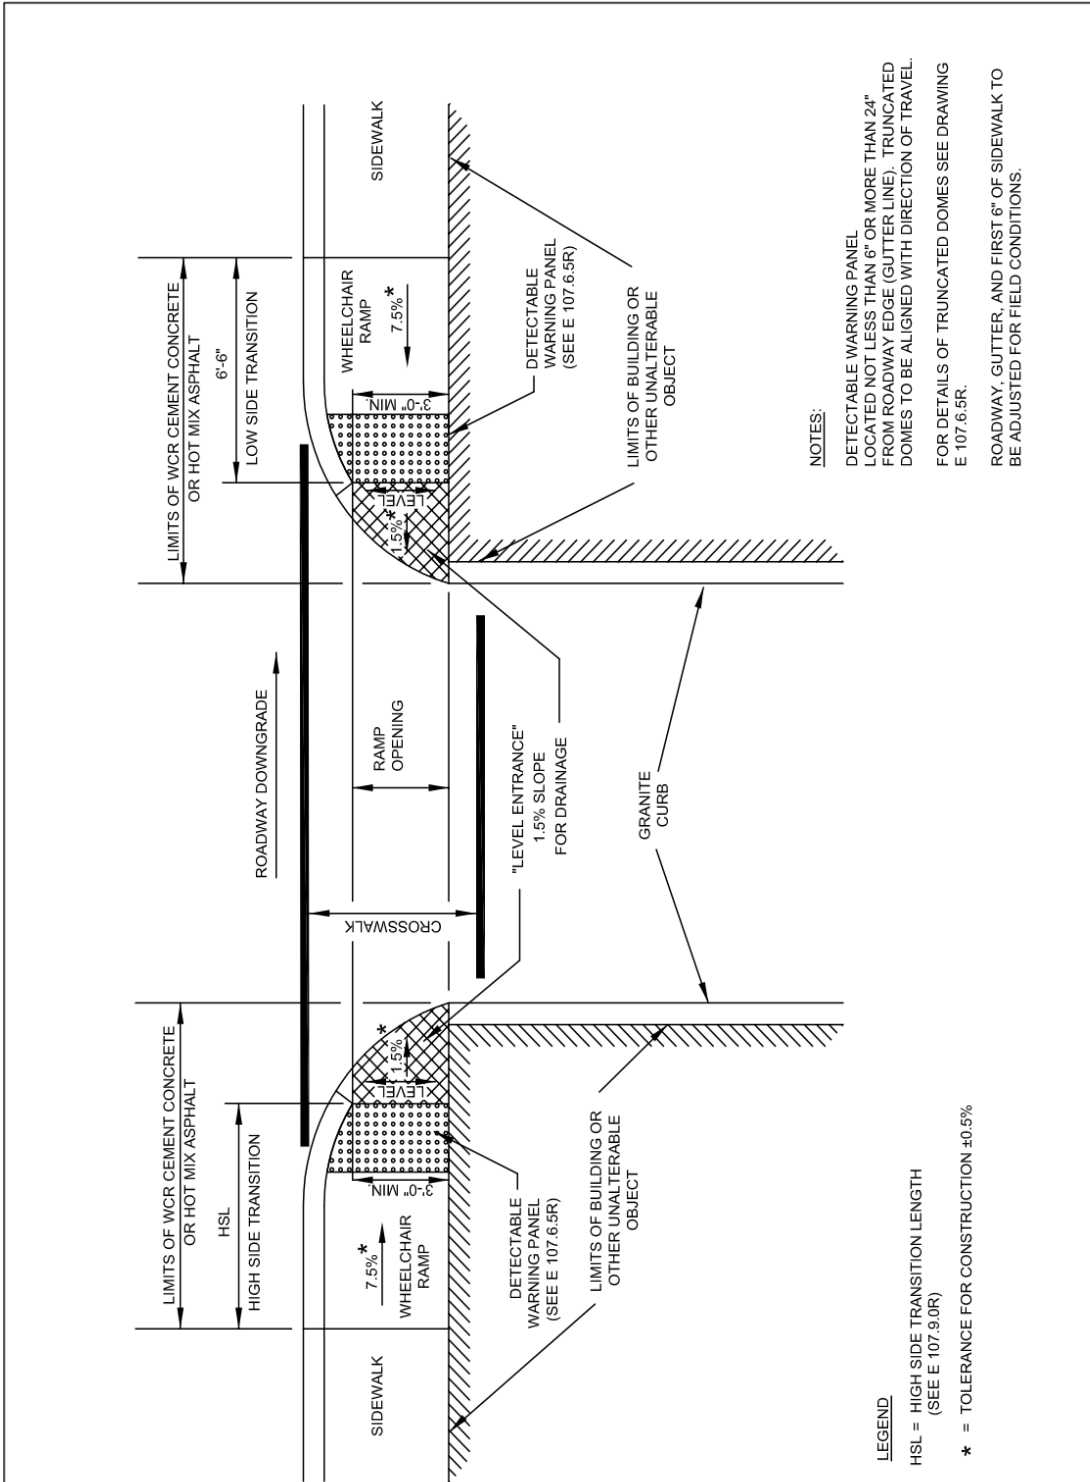 LIMITS OF WCR CEMENT CONCRETE
OR HOT MIX ASPHALT
HSL
HIGH SIDE TRANSITION
ROADWAY DOWNGRADE
LIMITS OF WCR CEMENT CONCRETE
OR HOT MIX ASPHALT
6'-6"
LOW SIDE TRANSITION
SIDEWALK
7.5%*
WHEELCHAIR
RAMP
3'-0" MIN.
LEVEL
1.5%*
CROSSWALK
RAMP
OPENING
1.5%*
LEVEL
3'-0" MIN.
WHEELCHAIR
RAMP
7.5%*
SIDEWALK
DETECTABLE
WARNING PANEL
(SEE E 107.6.5R)
"LEVEL ENTRANCE"
1.5% SLOPE
FOR DRAINAGE
DETECTABLE
WARNING PANEL
(SEE E 107.6.5R)
LIMITS OF BUILDING OR
OTHER UNALTERABLE
OBJECT
GRANITE
CURB
LIMITS OF BUILDING OR
OTHER UNALTERABLE
OBJECT
LEGEND
HSL = HIGH SIDE TRANSITION LENGTH
(SEE E 107.9.0R)
* = TOLERANCE FOR CONSTRUCTION ±0.5%
NOTES:
DETECTABLE WARNING PANEL
LOCATED NOT LESS THAN 6" OR MORE THAN 24"
FROM ROADWAY EDGE (GUTTER LINE). TRUNCATED
DOMES TO BE ALIGNED WITH DIRECTION OF TRAVEL.
FOR DETAILS OF TRUNCATED DOMES SEE DRAWING
E 107.6.5R.
ROADWAY, GUTTER, AND FIRST 6" OF SIDEWALK TO
BE ADJUSTED FOR FIELD CONDITIONS.